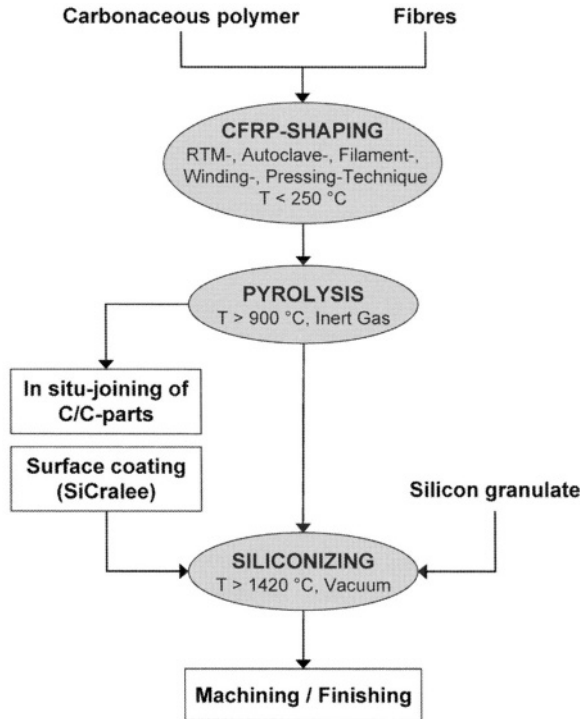 Carbonaceous polymer
Fibres
CFRP-SHAPING
RTM-, Autoclave-, Filament-,
Winding-, Pressing-Technique
T < 250 °C
PYROLYSIS
T > 900 °C, Inert Gas
In situ-joining of
C/C-parts
Surface coating
(SiCralee)
Silicon granulate
SILICONIZING
T > 1420 °C, Vacuum
Machining / Finishing